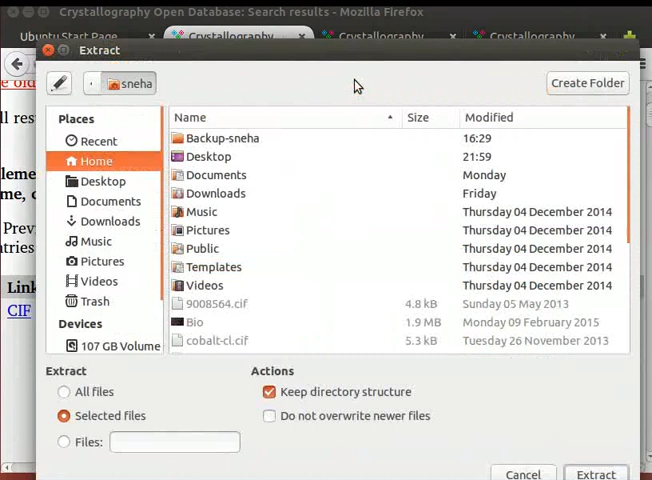 Crystallography Open Database: Search results - Mozilla Firefox
Ubuntu Start Page
Crystallography
Crystallography
Crystallography
Extract
sneha
Create Folder
Places
Recent
Home
Desktop
Documents
Downloads
Music
Pictures
Videos
Trash
Devices
107 GB Volume
Name Size Modified
Backup-sneha 16:29
Desktop 21:59
Documents Monday
Downloads Friday
Music Thursday 04 December 2014
Pictures Thursday 04 December 2014
Public Thursday 04 December 2014
Templates Thursday 04 December 2014
Videos Thursday 04 December 2014
9008564.cif 4.8 kB Sunday 05 May 2013
Bio 1.9 MB Monday 09 February 2015
cobalt-cl.cif 5.3 kB Tuesday 26 November 2013
Extract
All files
Selected files
Files:
Actions
Keep directory structure
Do not overwrite newer files
Cancel
Extract
Link
CIF